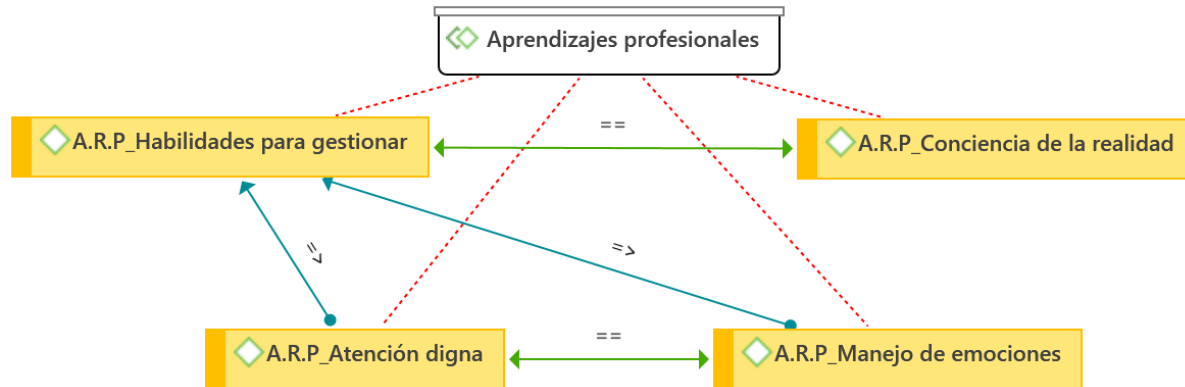 Aprendizajes profesionales
A.R.P_Habilidades para gestionar
==
A.R.P_Conciencia de la realidad
=>
=>
A.R.P_Atención digna
==
A.R.P_Manejo de emociones